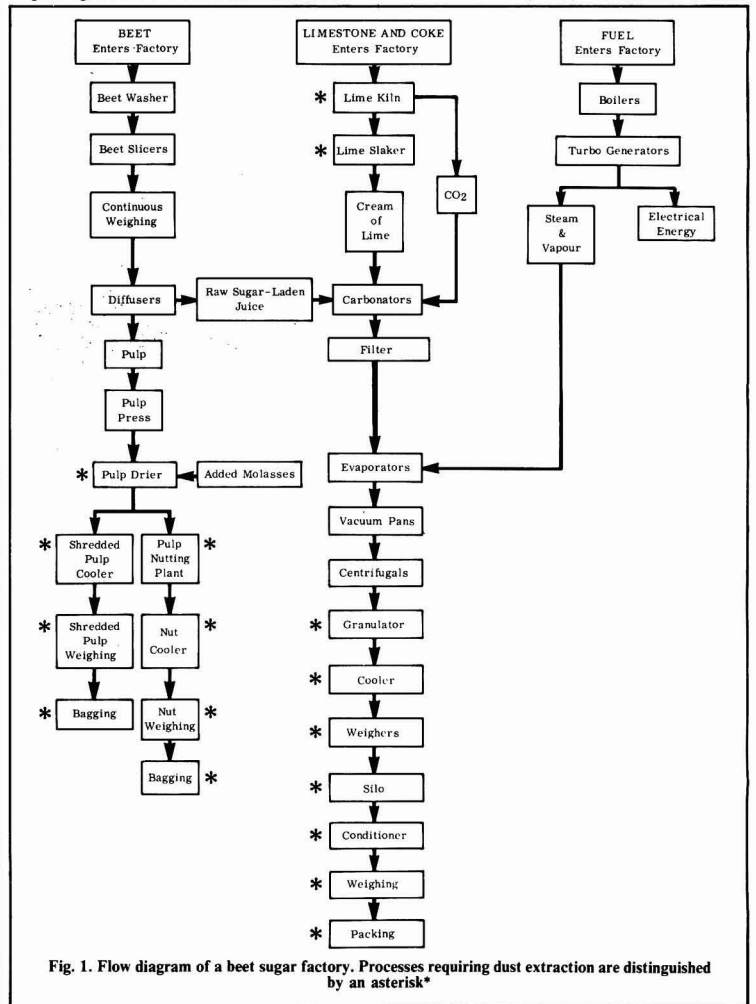 BEET
Enters Factory
Beet Washer
Beet Slicers
Continuous
Weighing
Diffusers
Raw Sugar-Laden
Juice
Pulp
Pulp
Press
* Pulp Drier
Added Molasses
* Shredded
Pulp
Cooler
* Shredded
Pulp
Weighing
* Bagging
Pulp *
Nutting
Plant
Nut *
Cooler
Nut *
Weighing
Bagging *
LIMESTONE AND COKE
Enters Factory
* Lime Kiln
* Lime Slaker
CO2
Cream
of
Lime
Carbonators
Filter
Evaporators
Vacuum Pans
Centrifugals
* Granulator
* Cooler
* Weighers
* Silo
* Conditioner
* Weighing
* Packing
FUEL
Enters Factory
Boilers
Turbo Generators
Steam
&
Vapour
Electrical
Energy
Fig. 1. Flow diagram of a beet sugar factory. Processes requiring dust extraction are distinguished
by an asterisk*